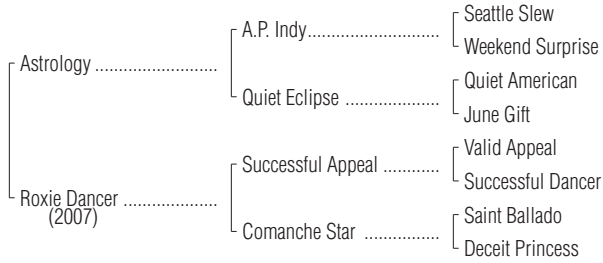 Seattle Slew
A.P. Indy
Weekend Surprise
Astrology
Quiet American
Quiet Eclipse
June Gift
Valid Appeal
Successful Appeal
Successful Dancer
Roxie Dancer
(2007)
Saint Ballado
Comanche Star
Deceit Princess